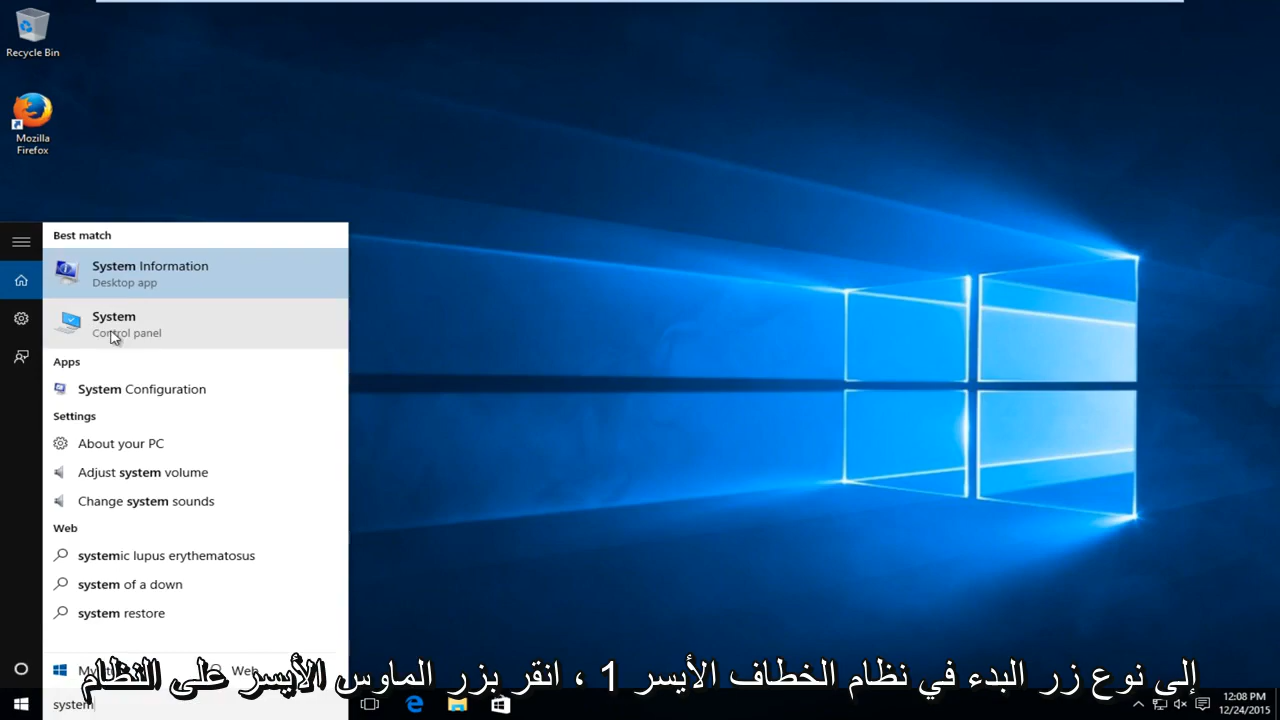 Recycle Bin
Mozilla
Firefox
Best match
System Information
Desktop app
System
Control panel
Apps
System Configuration
Settings
About your PC
Adjust system volume
Change system sounds
Web
systemic lupus erythematosus
system of a down
system restore
Web
إلى نوع زر البدء في نظام الخطاف الأيسر 1 ، انقر بزر الماوس الأيسر على النظام
system
12:08 PM
12/24/2015